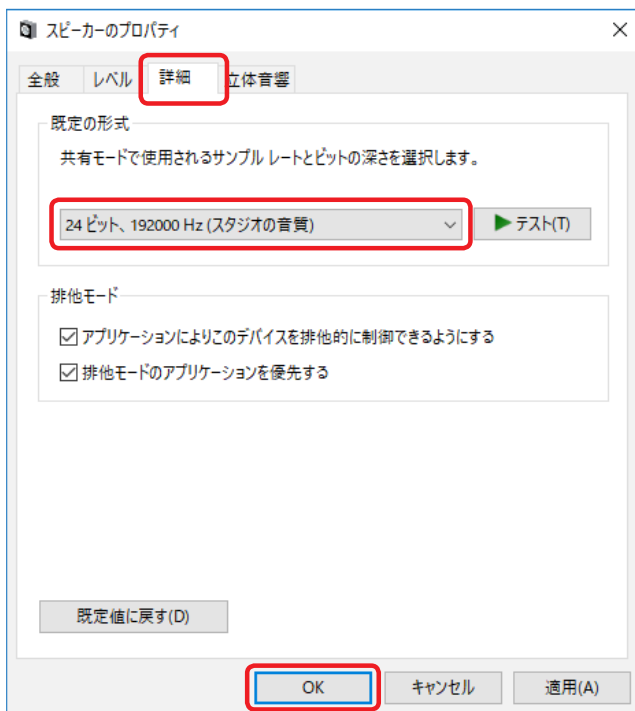 スピーカーのプロパティ
全般 レベル 詳細 立体音響
既定の形式
共有モードで使用されるサンプル レートとビットの深さを選択します。
24 ビット、192000 Hz (スタジオの音質) テスト(T)
排他モード
アプリケーションによりこのデバイスを排他的に制御できるようにする
排他モードのアプリケーションを優先する
既定値に戻す(D)
OK キャンセル 適用(A)